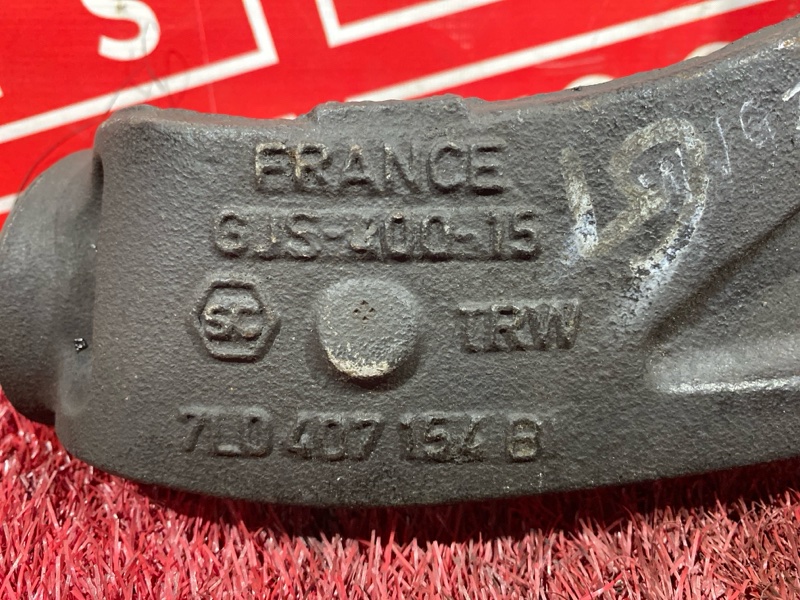 S
FRANCE
GJS-400-15
SC
TRW
7L0 407 154 B